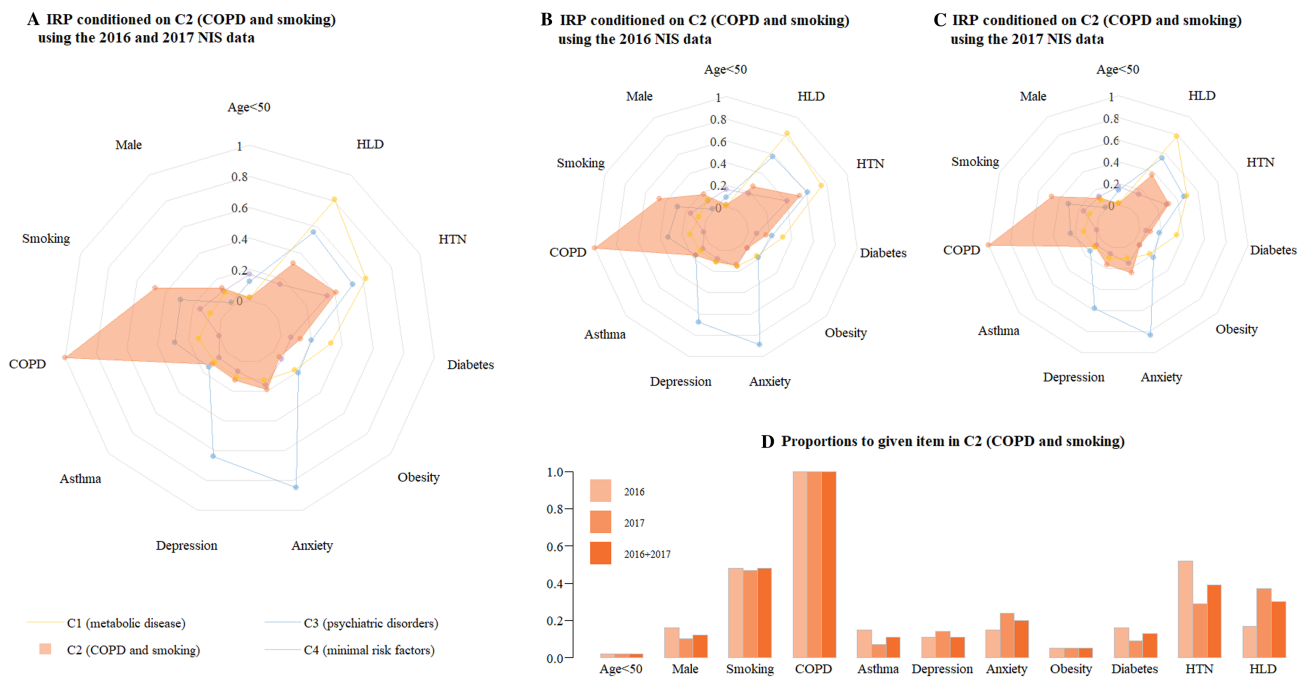 A IRP conditioned on C2 (COPD and smoking)
using the 2016 and 2017 NIS data
Age<50
HLD
HTN
Diabetes
Obesity
Anxiety
Depression
Asthma
COPD
Smoking
Male
1
0.8
0.6
0.4
0.2
0
C1 (metabolic disease)
C2 (COPD and smoking)
C3 (psychiatric disorders)
C4 (minimal risk factors)
B IRP conditioned on C2 (COPD and smoking)
using the 2016 NIS data
Age<50
HLD
HTN
Diabetes
Obesity
Anxiety
Depression
Asthma
COPD
Smoking
Male
1
0.8
0.6
0.4
0.2
0
C IRP conditioned on C2 (COPD and smoking)
using the 2017 NIS data
Age<50
HLD
HTN
Diabetes
Obesity
Anxiety
Depression
Asthma
COPD
Smoking
Male
1
0.8
0.6
0.4
0.2
0
D Proportions to given item in C2 (COPD and smoking)
1.0
0.8
0.6
0.4
0.2
0.0
2016
2017
2016+2017
Age<50 Male Smoking COPD Asthma Depression Anxiety Obesity Diabetes HTN HLD